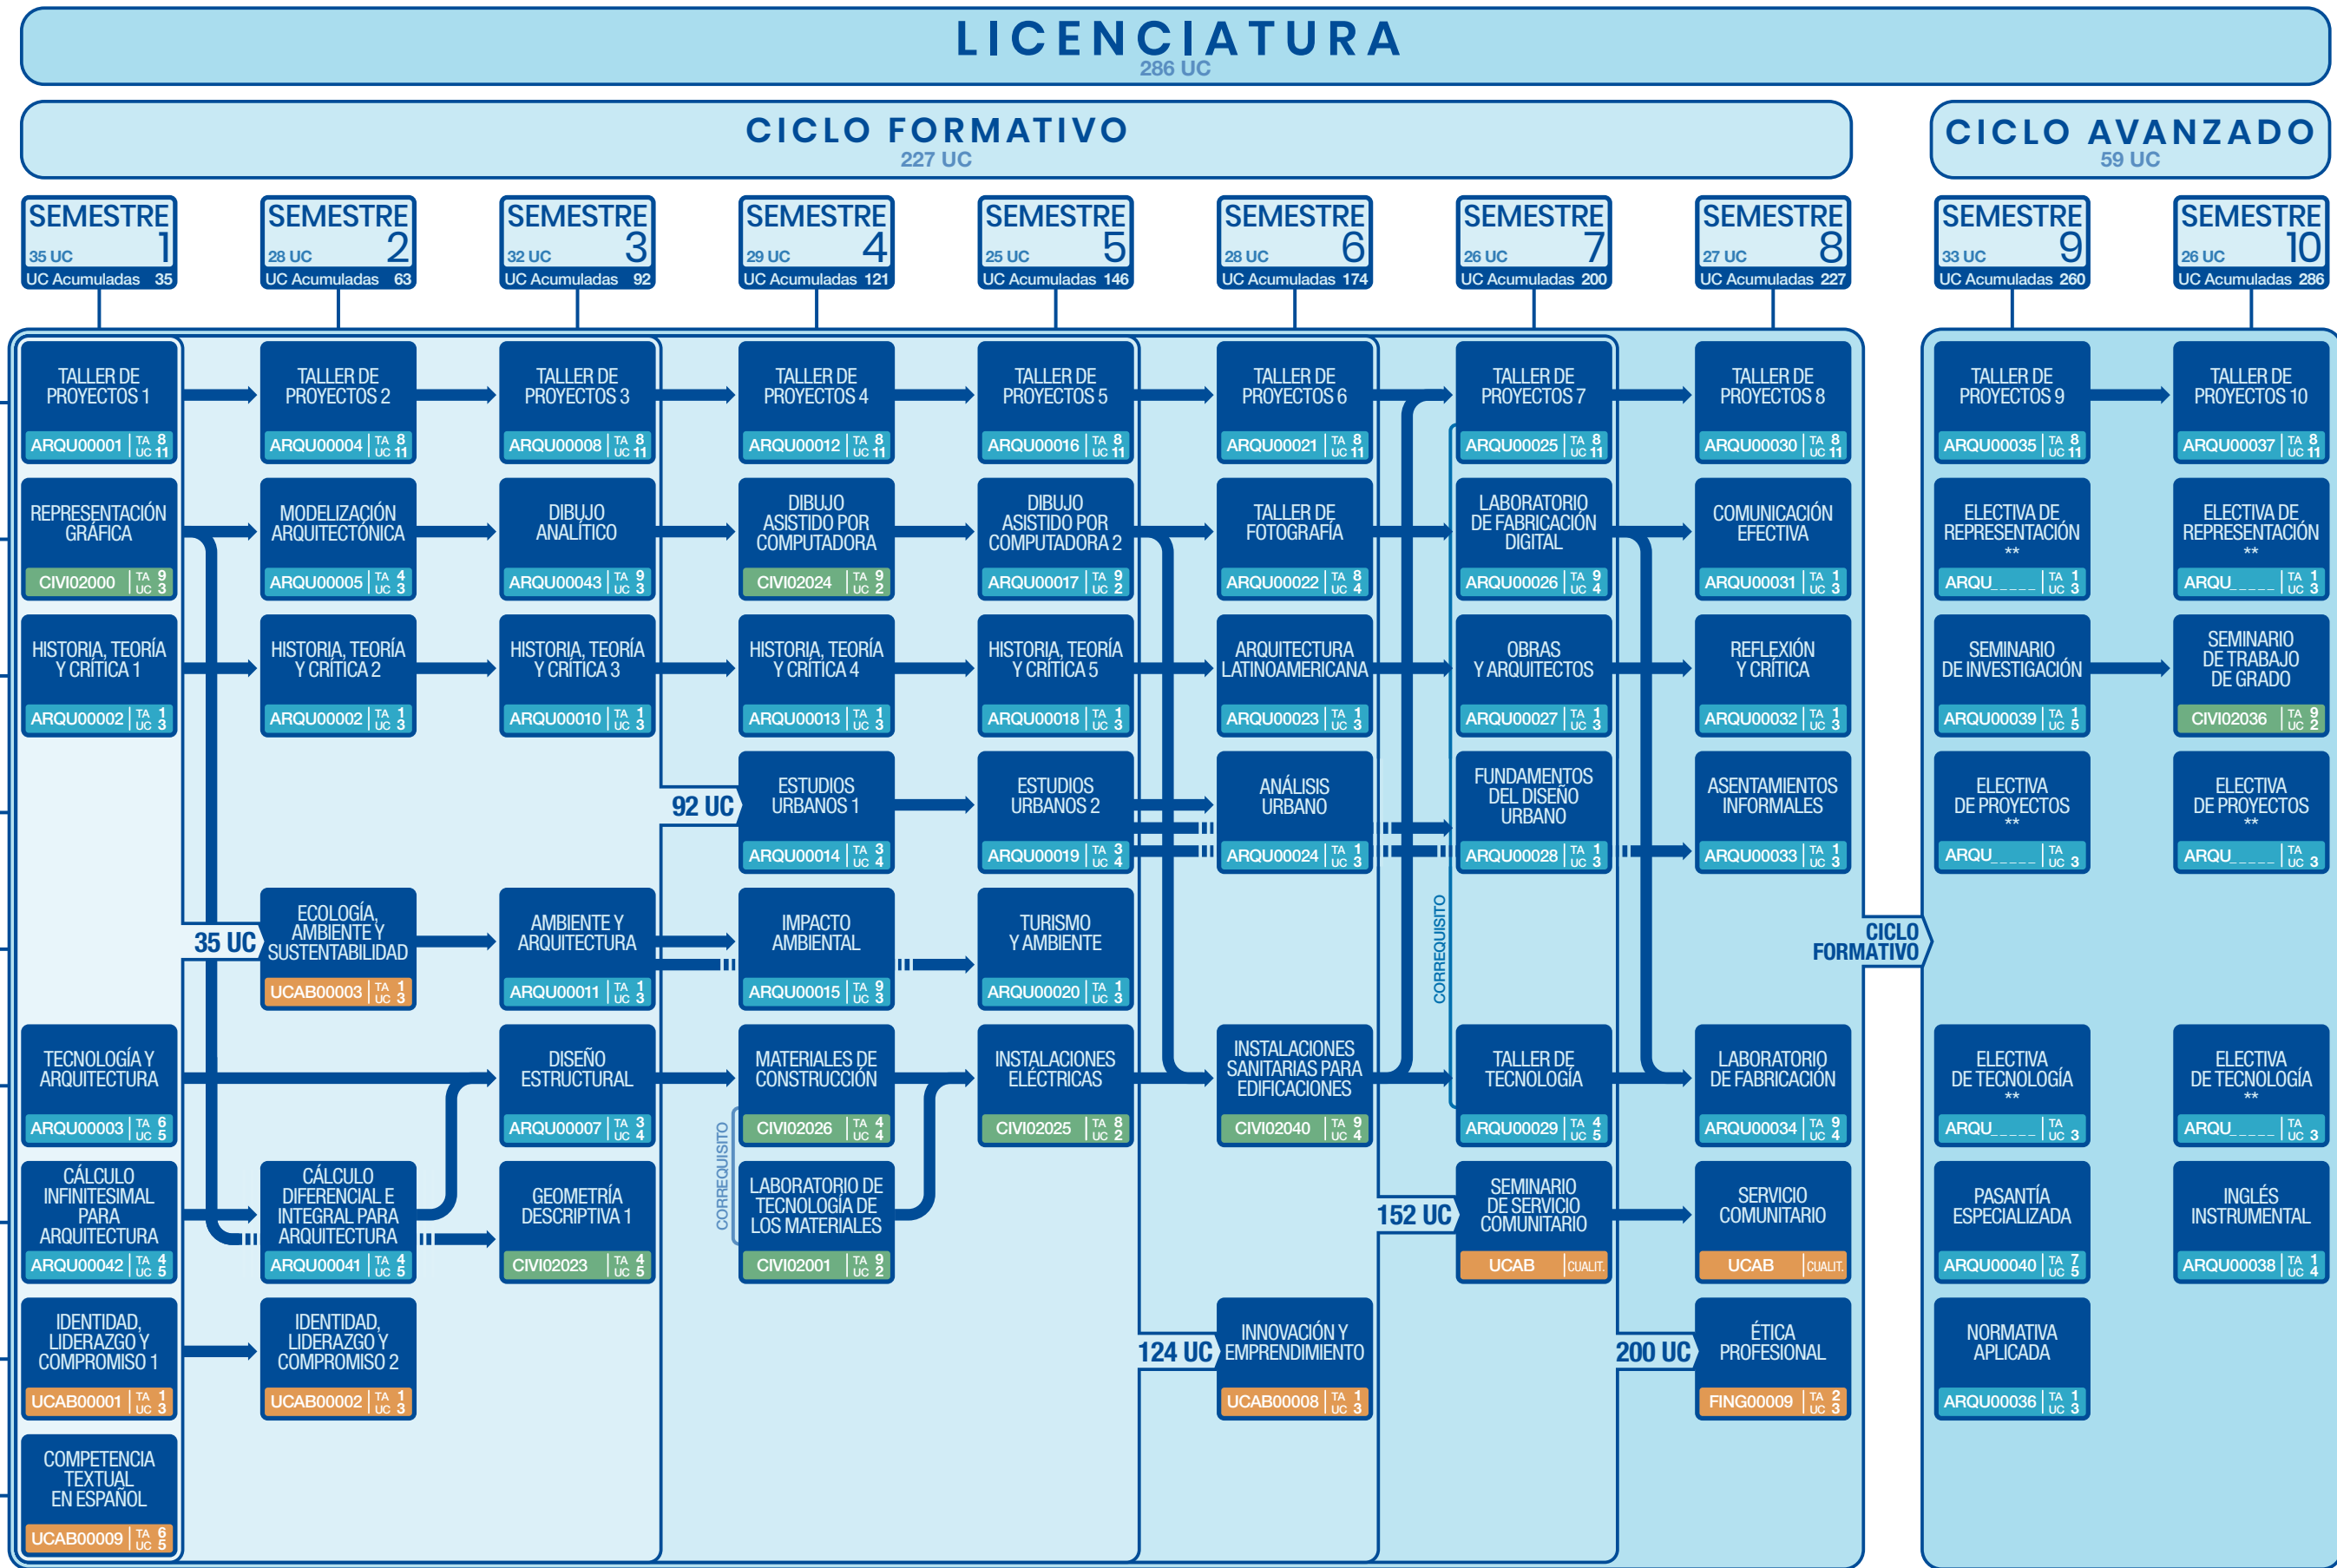 LICENCIATURA
286 UC
CICLO FORMATIVO
227 UC
CICLO AVANZADO
59 UC
SEMESTRE
35 UC 1
UC Acumuladas 35
SEMESTRE
28 UC 2
UC Acumuladas 63
SEMESTRE
32 UC 3
UC Acumuladas 92
SEMESTRE
29 UC 4
UC Acumuladas 121
SEMESTRE
25 UC 5
UC Acumuladas 146
SEMESTRE
28 UC 6
UC Acumuladas 174
SEMESTRE
26 UC 7
UC Acumuladas 200
SEMESTRE
27 UC 8
UC Acumuladas 227
SEMESTRE
33 UC 9
UC Acumuladas 260
SEMESTRE
26 UC 10
UC Acumuladas 286
TALLER DE
PROYECTOS 1
ARQU00001 TA 8
UC 11
TALLER DE
PROYECTOS 2
ARQU00004 TA 8
UC 11
TALLER DE
PROYECTOS 3
ARQU00008 TA 8
UC 11
TALLER DE
PROYECTOS 4
ARQU00012 TA 8
UC 11
TALLER DE
PROYECTOS 5
ARQU00016 TA 8
UC 11
TALLER DE
PROYECTOS 6
ARQU00021 TA 8
UC 11
TALLER DE
PROYECTOS 7
ARQU00025 TA 8
UC 11
TALLER DE
PROYECTOS 8
ARQU00030 TA 8
UC 11
TALLER DE
PROYECTOS 9
ARQU00035 TA 8
UC 11
TALLER DE
PROYECTOS 10
ARQU00037 TA 8
UC 11
REPRESENTACIÓN
GRÁFICA
CIVI02000 TA 9
UC 3
MODELIZACIÓN
ARQUITECTÓNICA
ARQU00005 TA 4
UC 3
DIBUJO
ANALÍTICO
ARQU00043 TA 9
UC 3
DIBUJO
ASISTIDO POR
COMPUTADORA
CIVI02024 TA 9
UC 2
DIBUJO
ASISTIDO POR
COMPUTADORA 2
ARQU00017 TA 9
UC 2
TALLER DE
FOTOGRAFÍA
ARQU00022 TA 8
UC 4
LABORATORIO
DE FABRICACIÓN
DIGITAL
ARQU00026 TA 9
UC 4
COMUNICACIÓN
EFECTIVA
ARQU00031 TA 1
UC 3
ELECTIVA DE
REPRESENTACIÓN
**
ARQU_____ TA 1
UC 3
ELECTIVA DE
REPRESENTACIÓN
**
ARQU_____ TA 1
UC 3
HISTORIA, TEORÍA
Y CRÍTICA 1
ARQU00002 TA 1
UC 3
HISTORIA, TEORÍA
Y CRÍTICA 2
ARQU00002 TA 1
UC 3
HISTORIA, TEORÍA
Y CRÍTICA 3
ARQU00010 TA 1
UC 3
HISTORIA, TEORÍA
Y CRÍTICA 4
ARQU00013 TA 1
UC 3
HISTORIA, TEORÍA
Y CRÍTICA 5
ARQU00018 TA 1
UC 3
ARQUITECTURA
LATINOAMERICANA
ARQU00023 TA 1
UC 3
OBRAS
Y ARQUITECTOS
ARQU00027 TA 1
UC 3
REFLEXIÓN
Y CRÍTICA
ARQU00032 TA 1
UC 3
SEMINARIO
DE INVESTIGACIÓN
ARQU00039 TA 1
UC 5
SEMINARIO
DE TRABAJO
DE GRADO
CIVI02036 TA 9
UC 2
92 UC
ESTUDIOS
URBANOS 1
ARQU00014 TA 3
UC 4
ESTUDIOS
URBANOS 2
ARQU00019 TA 3
UC 4
ANÁLISIS
URBANO
ARQU00024 TA 1
UC 3
FUNDAMENTOS
DEL DISEÑO
URBANO
ARQU00028 TA 1
UC 3
ASENTAMIENTOS
INFORMALES
ARQU00033 TA 1
UC 3
ELECTIVA
DE PROYECTOS
**
ARQU_____ TA
UC 3
ELECTIVA
DE PROYECTOS
**
ARQU_____ TA
UC 3
35 UC
ECOLOGÍA,
AMBIENTE Y
SUSTENTABILIDAD
UCAB00003 TA 1
UC 3
AMBIENTE Y
ARQUITECTURA
ARQU00011 TA 1
UC 3
IMPACTO
AMBIENTAL
ARQU00015 TA 9
UC 3
TURISMO
Y AMBIENTE
ARQU00020 TA 1
UC 3
CORREQUISITO
CICLO
FORMATIVO
TECNOLOGÍA Y
ARQUITECTURA
ARQU00003 TA 6
UC 5
DISEÑO
ESTRUCTURAL
ARQU00007 TA 3
UC 4
MATERIALES DE
CONSTRUCCIÓN
CIVI02026 TA 4
UC 4
INSTALACIONES
ELÉCTRICAS
CIVI02025 TA 8
UC 2
INSTALACIONES
SANITARIAS PARA
EDIFICACIONES
CIVI02040 TA 9
UC 4
TALLER DE
TECNOLOGÍA
ARQU00029 TA 4
UC 5
LABORATORIO
DE FABRICACIÓN
ARQU00034 TA 9
UC 4
ELECTIVA
DE TECNOLOGÍA
**
ARQU_____ TA
UC 3
ELECTIVA
DE TECNOLOGÍA
**
ARQU_____ TA
UC 3
CÁLCULO
INFINITESIMAL
PARA
ARQUITECTURA
ARQU00042 TA 4
UC 5
CÁLCULO
DIFERENCIAL E
INTEGRAL PARA
ARQUITECTURA
ARQU00041 TA 4
UC 5
GEOMETRÍA
DESCRIPTIVA 1
CIVI02023 TA 4
UC 5
CORREQUISITO
LABORATORIO DE
TECNOLOGÍA DE
LOS MATERIALES
CIVI02001 TA 9
UC 2
152 UC
SEMINARIO
DE SERVICIO
COMUNITARIO
UCAB CUALIT.
SERVICIO
COMUNITARIO
UCAB CUALIT.
PASANTÍA
ESPECIALIZADA
ARQU00040 TA 7
UC 5
INGLÉS
INSTRUMENTAL
ARQU00038 TA 1
UC 4
IDENTIDAD,
LIDERAZGO Y
COMPROMISO 1
UCAB00001 TA 1
UC 3
IDENTIDAD,
LIDERAZGO Y
COMPROMISO 2
UCAB00002 TA 1
UC 3
124 UC
INNOVACIÓN Y
EMPRENDIMIENTO
UCAB00008 TA 1
UC 3
200 UC
ÉTICA
PROFESIONAL
FING00009 TA 2
UC 3
NORMATIVA
APLICADA
ARQU00036 TA 1
UC 3
COMPETENCIA
TEXTUAL
EN ESPAÑOL
UCAB00009 TA 6
UC 5